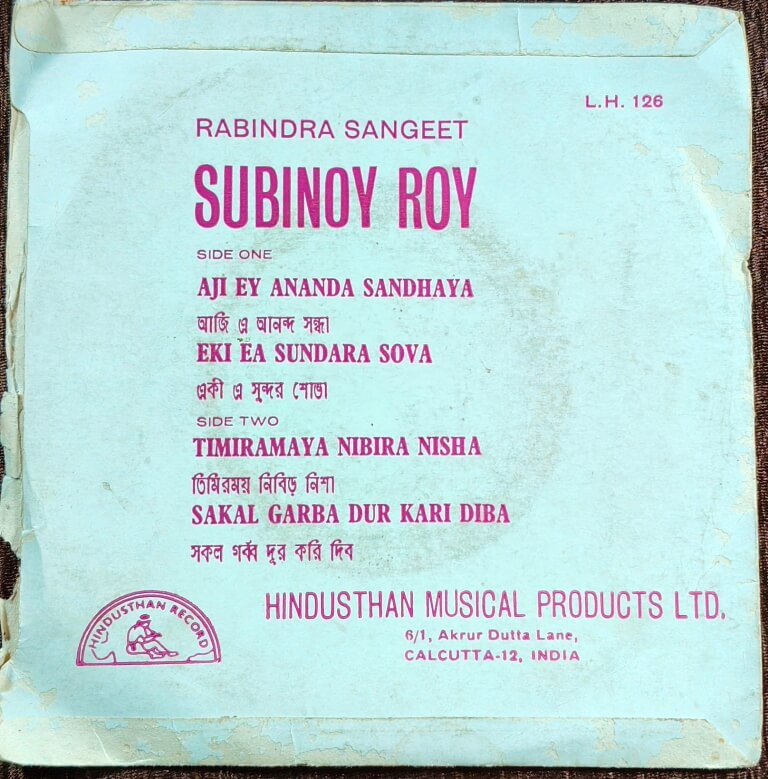 L.H. 126
RABINDRA SANGEET
SUBINOY ROY
SIDE ONE
AJI EY ANANDA SANDHAYA
আজি এ আনন্দ সন্ধা
EKI EA SUNDARA SOVA
একী এ সুন্দর শোভা
SIDE TWO
TIMIRAMAYA NIBIRA NISHA
তিমিরময় নিবিড় নিশা
SAKAL GARBA DUR KARI DIBA
সকল গর্ব্ব দূর করি দিব
HINDUSTHAN RECORD
HINDUSTHAN MUSICAL PRODUCTS LTD.
6/1, Akrur Dutta Lane,
CALCUTTA-12, INDIA